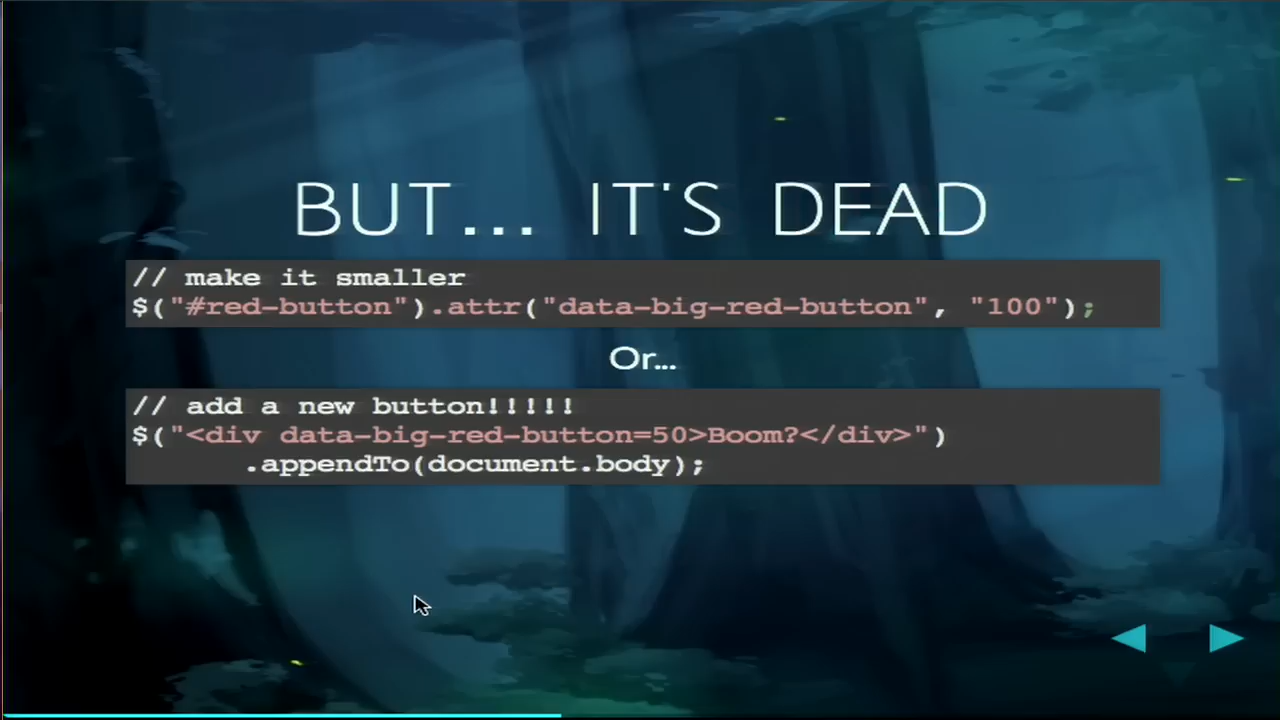 BUT... IT'S DEAD
// make it smaller
$("#red-button").attr("data-big-red-button", "100");
Or...
// add a new button!!!!!
$("<div data-big-red-button=50>Boom?</div>")
.appendTo(document.body);